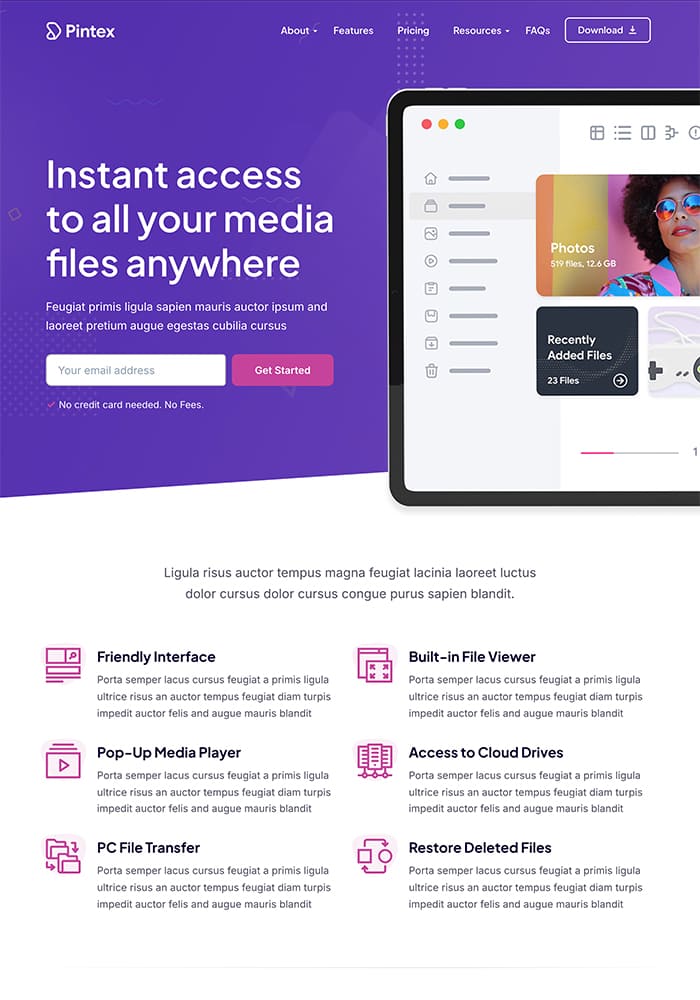 Pintex
About
Features
Pricing
Resources
FAQs
Download
Instant access
to all your media
files anywhere
Feugiat primis ligula sapien mauris auctor ipsum and
laoreet pretium augue egestas cubilia cursus
Your email address
Get Started
No credit card needed. No Fees.
Photos
519 files, 12.6 GB
Recently
Added Files
23 Files
1
Ligula risus auctor tempus magna feugiat lacinia laoreet luctus
dolor cursus dolor cursus congue purus sapien blandit.
Friendly Interface
Porta semper lacus cursus feugiat a primis ligula
ultrice risus an auctor tempus feugiat diam turpis
impedit auctor felis and augue mauris blandit
Built-in File Viewer
Porta semper lacus cursus feugiat a primis ligula
ultrice risus an auctor tempus feugiat diam turpis
impedit auctor felis and augue mauris blandit
Pop-Up Media Player
Porta semper lacus cursus feugiat a primis ligula
ultrice risus an auctor tempus feugiat diam turpis
impedit auctor felis and augue mauris blandit
Access to Cloud Drives
Porta semper lacus cursus feugiat a primis ligula
ultrice risus an auctor tempus feugiat diam turpis
impedit auctor felis and augue mauris blandit
PC File Transfer
Porta semper lacus cursus feugiat a primis ligula
ultrice risus an auctor tempus feugiat diam turpis
impedit auctor felis and augue mauris blandit
Restore Deleted Files
Porta semper lacus cursus feugiat a primis ligula
ultrice risus an auctor tempus feugiat diam turpis
impedit auctor felis and augue mauris blandit